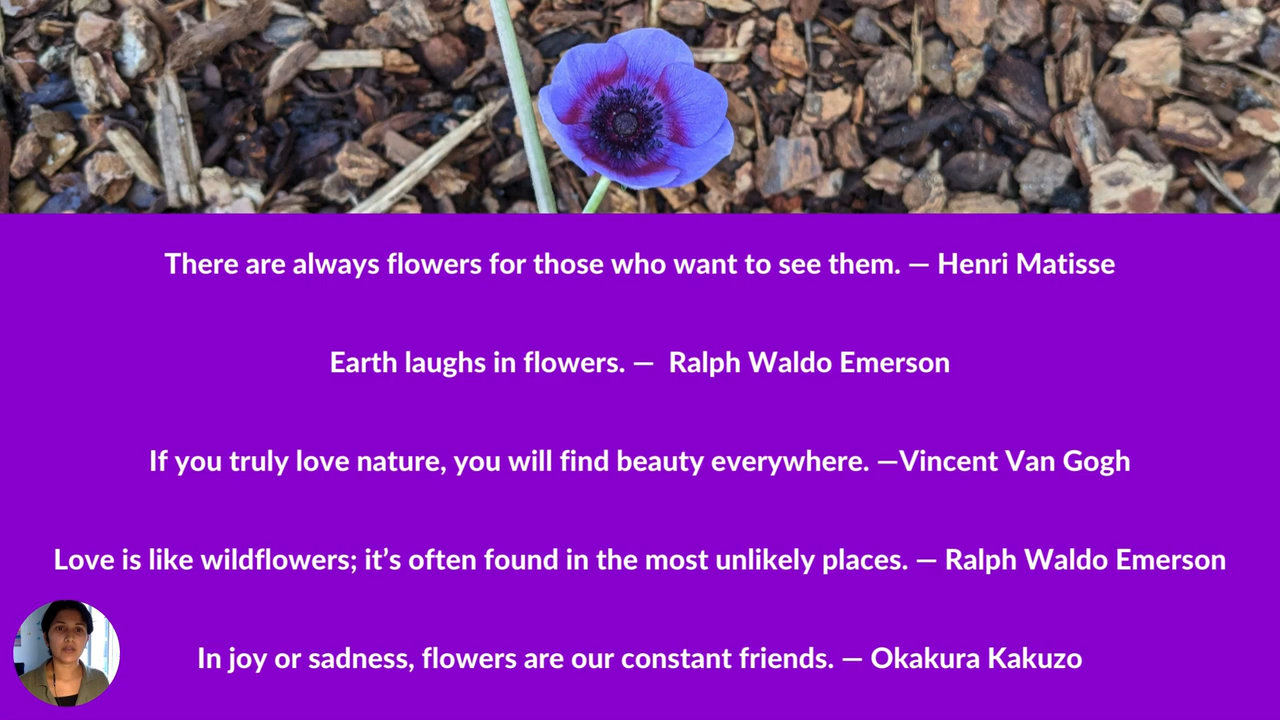 There are always flowers for those who want to see them. — Henri Matisse
Earth laughs in flowers. —  Ralph Waldo Emerson
If you truly love nature, you will find beauty everywhere. —Vincent Van Gogh
Love is like wildflowers; it’s often found in the most unlikely places. — Ralph Waldo Emerson
In joy or sadness, flowers are our constant friends. — Okakura Kakuzo